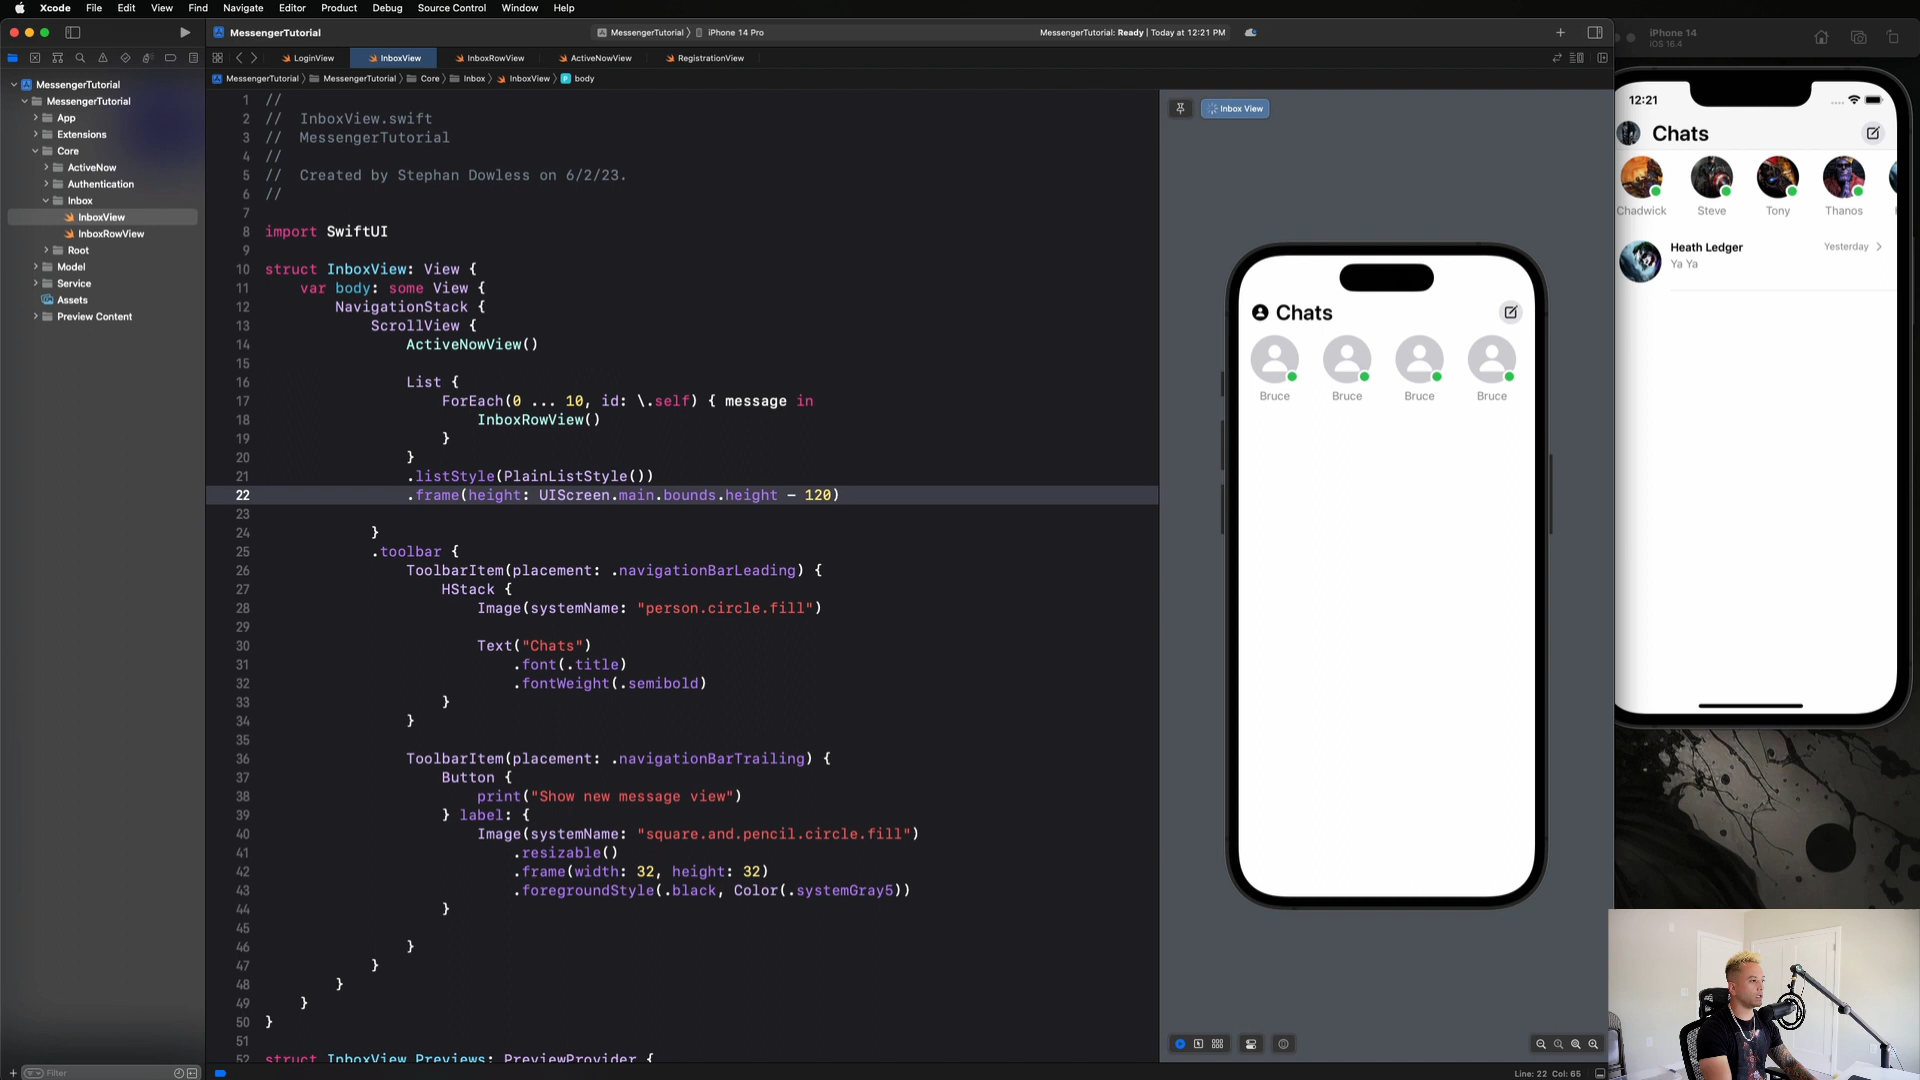 Xcode File Edit View Find Navigate Editor Product Debug Source Control Window Help
MessengerTutorial
MessengerTutorial 〉 iPhone 14 Pro
MessengerTutorial: Ready | Today at 12:21 PM
LoginView InboxView InboxRowView ActiveNowView RegistrationView
MessengerTutorial 〉 MessengerTutorial 〉 Core 〉 Inbox 〉 InboxView 〉 body
MessengerTutorial
MessengerTutorial
App
Extensions
Core
ActiveNow
Authentication
Inbox
InboxView
InboxRowView
Root
Model
Service
Assets
Preview Content
Filter
1 //
2 // InboxView.swift
3 // MessengerTutorial
4 //
5 // Created by Stephan Dowless on 6/2/23.
6 //
7
8 import SwiftUI
9
10 struct InboxView: View {
11 var body: some View {
12 NavigationStack {
13 ScrollView {
14 ActiveNowView()
15
16 List {
17 ForEach(0 ... 10, id: \.self) { message in
18 InboxRowView()
19 }
20 }
21 .listStyle(PlainListStyle())
22 .frame(height: UIScreen.main.bounds.height - 120)
23
24 }
25 .toolbar {
26 ToolbarItem(placement: .navigationBarLeading) {
27 HStack {
28 Image(systemName: "person.circle.fill")
29
30 Text("Chats")
31 .font(.title)
32 .fontWeight(.semibold)
33 }
34 }
35
36 ToolbarItem(placement: .navigationBarTrailing) {
37 Button {
38 print("Show new message view")
39 } label: {
40 Image(systemName: "square.and.pencil.circle.fill")
41 .resizable()
42 .frame(width: 32, height: 32)
43 .foregroundStyle(.black, Color(.systemGray5))
44 }
45
46 }
47 }
48 }
49 }
50 }
51
52 struct InboxView_Previews: PreviewProvider {
Inbox View
Chats
Bruce Bruce Bruce Bruce
Line: 22 Col: 65
iPhone 14
iOS 16.4
12:21
Chats
Chadwick Steve Tony Thanos
Heath Ledger Yesterday
Ya Ya